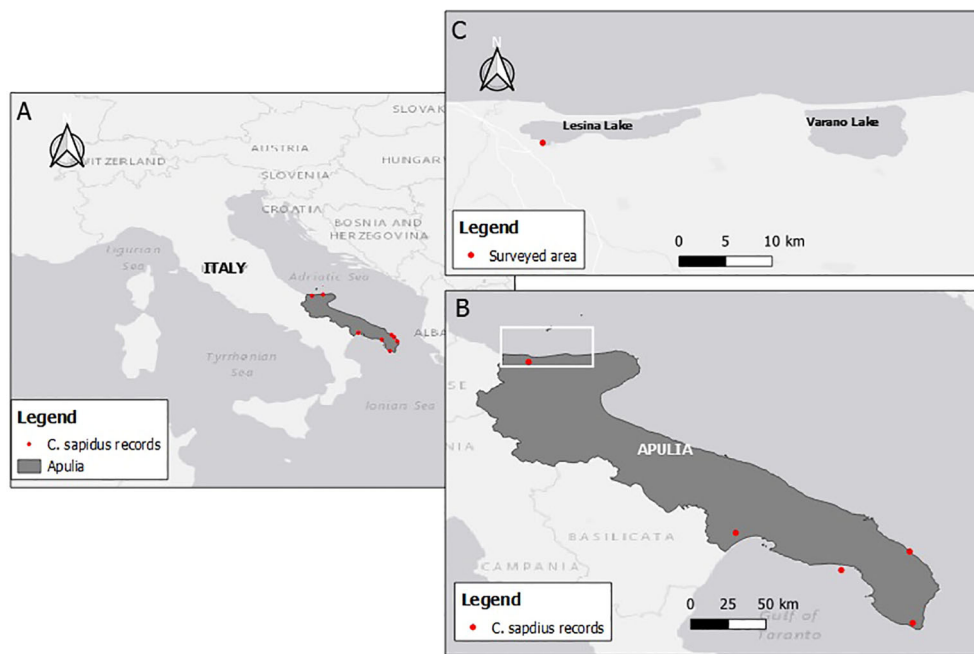 A
N
SLOVAK
WITZERLAND
AUSTRIA
HUNGAR
SLOVENIA
CROATIA
BOSNIA AND
HERZEGOVINA
Ligurian
Sea
ITALY
Adriatic Sea
ALBA
Tyrrhenian
Sea
Ionian Sea
Legend
C. sapidus records
Apulia
C
N
Lesina Lake
Varano Lake
Legend
Surveyed area
0 5 10 km
B
SE
NIA
APULIA
BASILICATA
CAMPANIA
Gulf of
Taranto
Legend
C. sapdius records
0 25 50 km